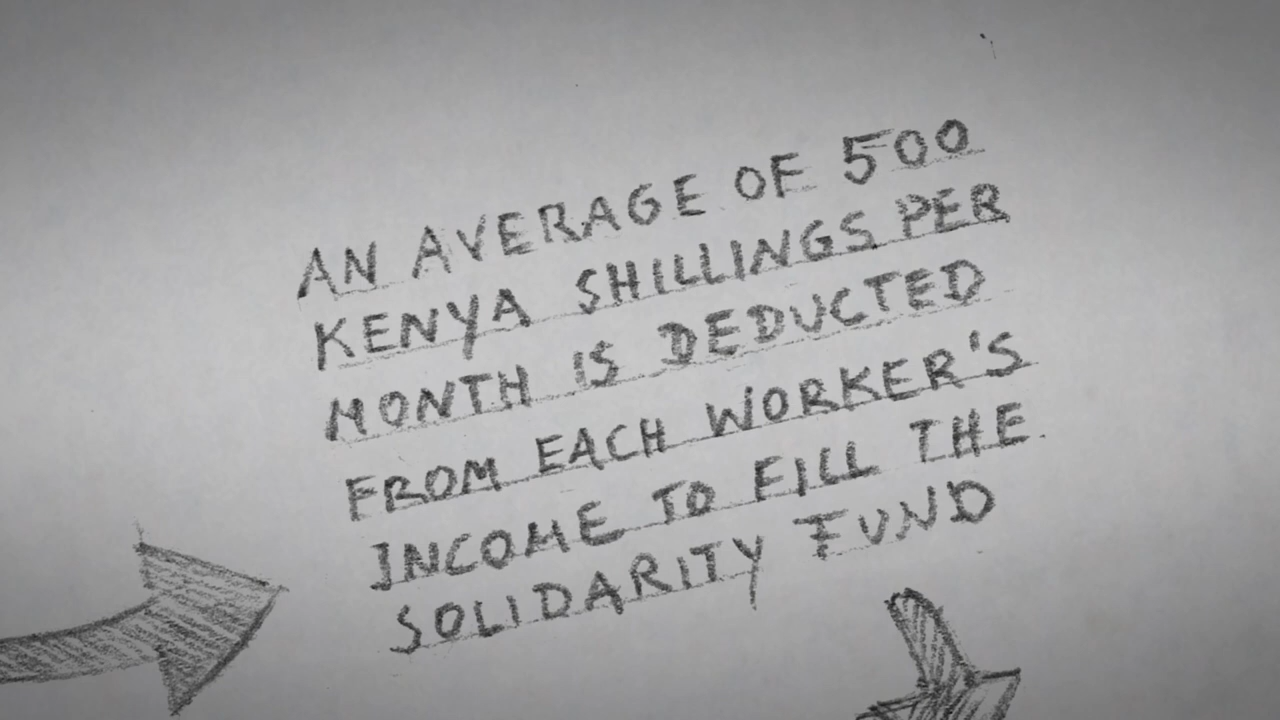 AN AVERAGE OF 500
KENYA SHILLINGS PER
MONTH IS DEDUCTED
FROM EACH WORKER'S
INCOME TO FILL THE
SOLIDARITY FUND